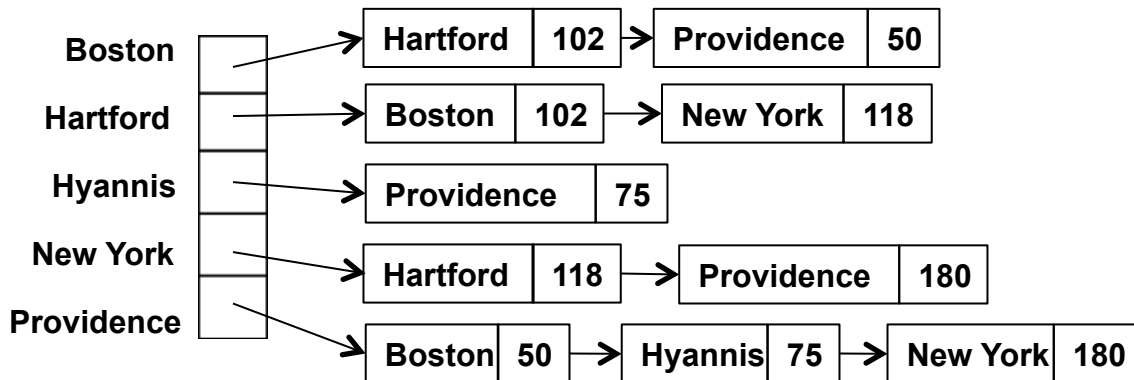 Boston Hartford 102 Providence 50
Hartford Boston 102 New York 118
Hyannis Providence 75
New York Hartford 118 Providence 180
Providence Boston 50 Hyannis 75 New York 180